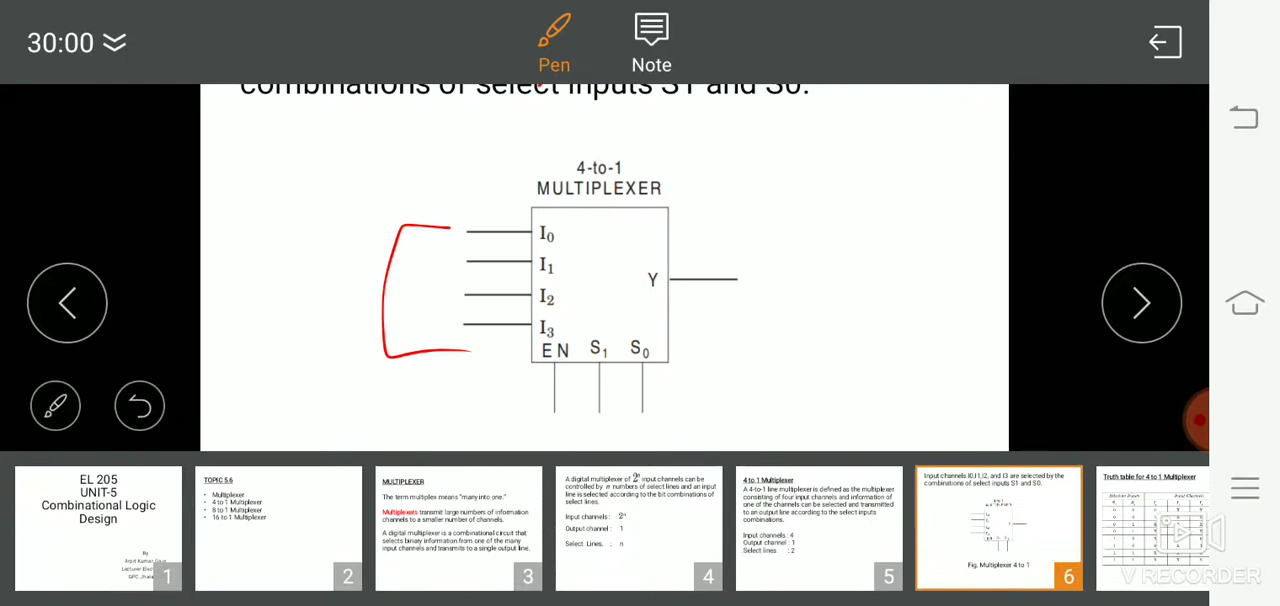 30:00
Pen
Note
combinations of select inputs S1 and S0.
4-to-1
MULTIPLEXER
I0
I1
I2
I3
Y
EN S1 S0
EL 205
UNIT-5
Combinational Logic
Design
By
Lecturer
1
TOPIC 5.6
• Multiplexer
• 4 to 1 Multiplexer
• 8 to 1 Multiplexer
• 16 to 1 Multiplexer
2
MULTIPLEXER
The term multiplex means "many into one."
Multiplexers transmit large numbers of information
channels to a smaller number of channels.
A digital multiplexer is a combinational circuit that
selects binary information from one of the many
input channels and transmits to a single output line.
3
A digital multiplexer of 2^n input channels can be
controlled by n numbers of select lines and an input
line is selected according to the bit combinations of
select lines.
Input channels: 2^n
Output channel : 1
Select Lines. : n
4
4 to 1 Multiplexer
A 4-to-1 line multiplexer is defined as the multiplexer
consisting of four input channels and information of
one of the channels can be selected and transmitted
to an output line according to the select inputs
combinations.
Input channels : 4
Output channel : 1
Select lines : 2
5
Input channels I0,I1,I2, and I3 are selected by the
combinations of select inputs S1 and S0.
Fig. Multiplexer 4 to 1
6
Truth table for 4 to 1 Multiplexer
V RECORDER